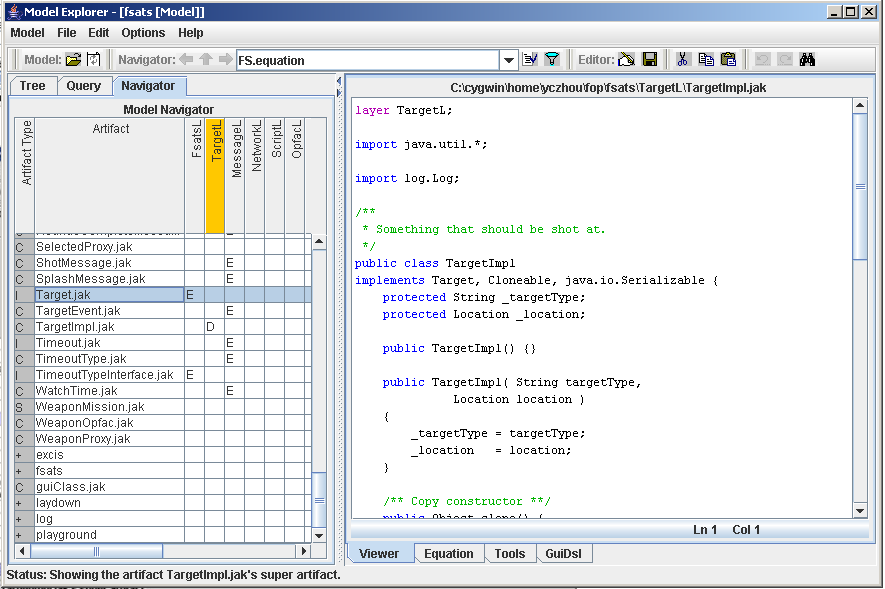 Model Explorer - [fsats [Model]]
Model File Edit Options Help
Model: Navigator: FS.equation Editor:
Tree Query Navigator
Model Navigator
Artifact Type Artifact FsatsL TargetL MessageL NetworkL ScriptL OpfacL
C SelectedProxy.jak
C ShotMessage.jak E
C SplashMessage.jak E
I Target.jak E
C TargetEvent.jak E
C TargetImpl.jak D
I Timeout.jak E
C TimeoutType.jak E
I TimeoutTypeInterface.jak E
C WatchTime.jak E
S WeaponMission.jak
C WeaponOpfac.jak
C WeaponProxy.jak
+ excis
+ fsats
C guiClass.jak
+ laydown
+ log
+ playground
C:\cygwin\home\yczhou\fop\fsats\TargetL\TargetImpl.jak
layer TargetL;
import java.util.*;
import log.Log;
/**
* Something that should be shot at.
*/
public class TargetImpl
implements Target, Cloneable, java.io.Serializable {
protected String _targetType;
protected Location _location;
public TargetImpl() {}
public TargetImpl( String targetType,
Location location )
{
_targetType = targetType;
_location = location;
}
/** Copy constructor **/
public Object clone() {
Ln 1 Col 1
Viewer Equation Tools GuiDsl
Status: Showing the artifact TargetImpl.jak's super artifact.